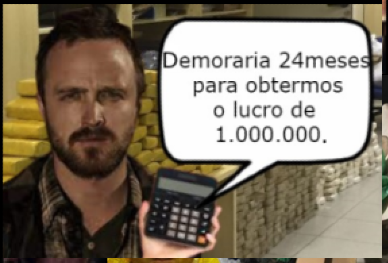 Demoraria 24meses
para obtermos
o lucro de
1.000.000.